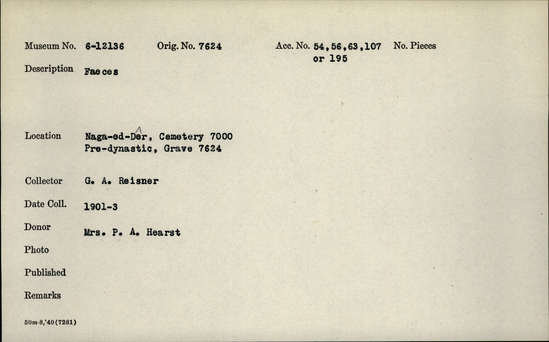 Museum No. 6-12136 Orig. No. 7624 Acc. No. 54,56,63,107 No. Pieces
or 195
Description Faeces
Location Naga-ed-Dêr, Cemetery 7000
Pre-dynastic, Grave 7624
Collector G. A. Reisner
Date Coll. 1901-3
Donor Mrs. P. A. Hearst
Photo
Published
Remarks
50m-8,'40(7281)